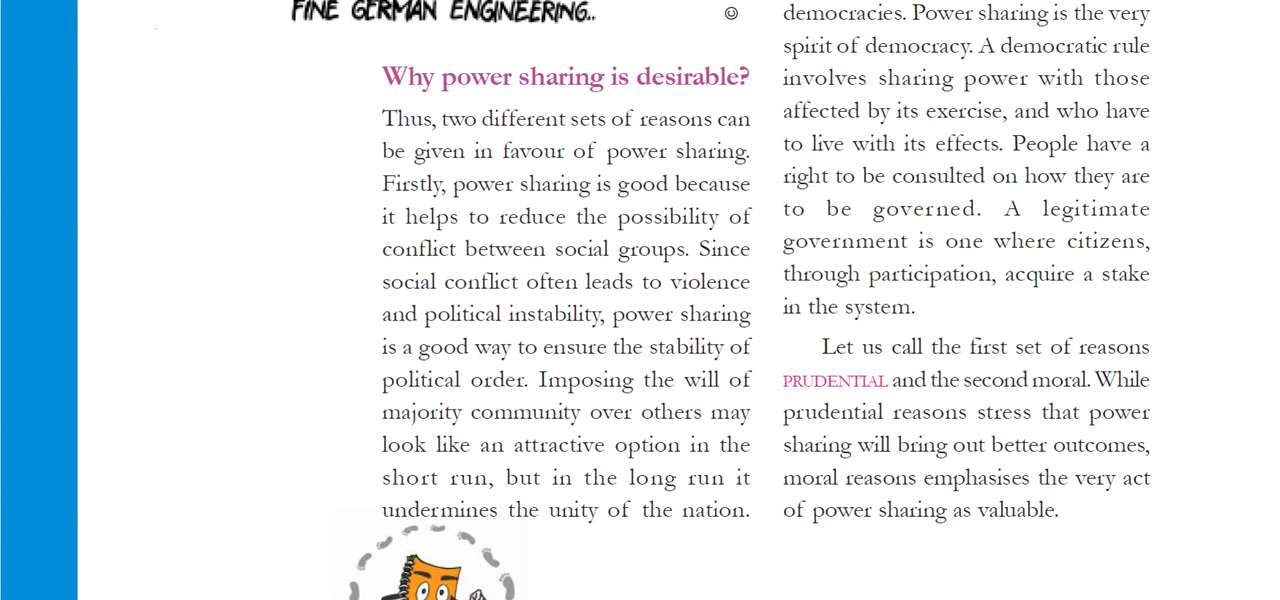 FINE GERMAN ENGINEERING..
Why power sharing is desirable?
Thus, two different sets of reasons can
be given in favour of power sharing.
Firstly, power sharing is good because
it helps to reduce the possibility of
conflict between social groups. Since
social conflict often leads to violence
and political instability, power sharing
is a good way to ensure the stability of
political order. Imposing the will of
majority community over others may
look like an attractive option in the
short run, but in the long run it
undermines the unity of the nation.
democracies. Power sharing is the very
spirit of democracy. A democratic rule
involves sharing power with those
affected by its exercise, and who have
to live with its effects. People have a
right to be consulted on how they are
to be governed. A legitimate
government is one where citizens,
through participation, acquire a stake
in the system.
Let us call the first set of reasons
PRUDENTIAL and the second moral. While
prudential reasons stress that power
sharing will bring out better outcomes,
moral reasons emphasises the very act
of power sharing as valuable.